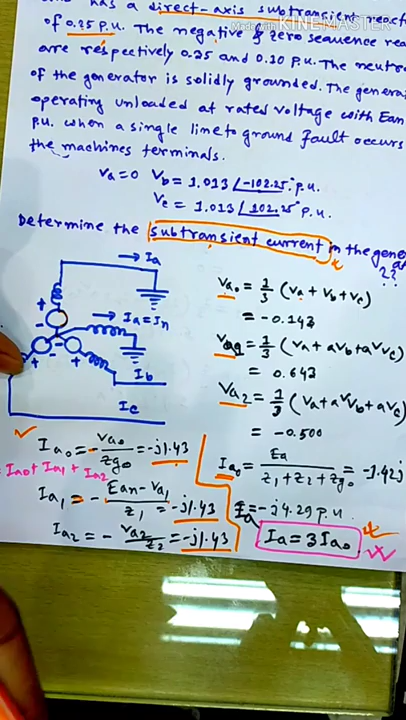 has a direct-axis subtransient
Made with KINEMASTER
of 0.25 p.u. The negative & zero sequence
are respectively 0.35 and 0.10 p.u. The
of the generator is solidly grounded. The
operating unloaded at rated voltage with Ean
p.u. when a single line to ground fault occurs
the machines terminals.
Va=0 Vb = 1.013 ∠-102.25° p.u.
Vc = 1.013 ∠102.25° p.u.
Determine the subtransient current in the
??
→ Ia
Va0 = 1/3 (Va + Vb + Vc)
= -0.143
→ Ia = In
Va1 = 1/3 (Va + aVb + a²Vc)
= 0.643
Ib
Va2 = 1/3 (Va + a²Vb + aVc)
Ic
= -0.500
Ia0 = -Va0/Zg0 = -j1.43
Ia0 = Ea/(Z1 + Z2 + Zg0) = -1.42j
= Ia0 + Ia1 + Ia2
Ia1 = - Ean - Va1/Z1 = -j1.43
Ia = -j4.29 p.u
Ia2 = - Va2/Z2 = -j1.43
Ia = 3Ia0